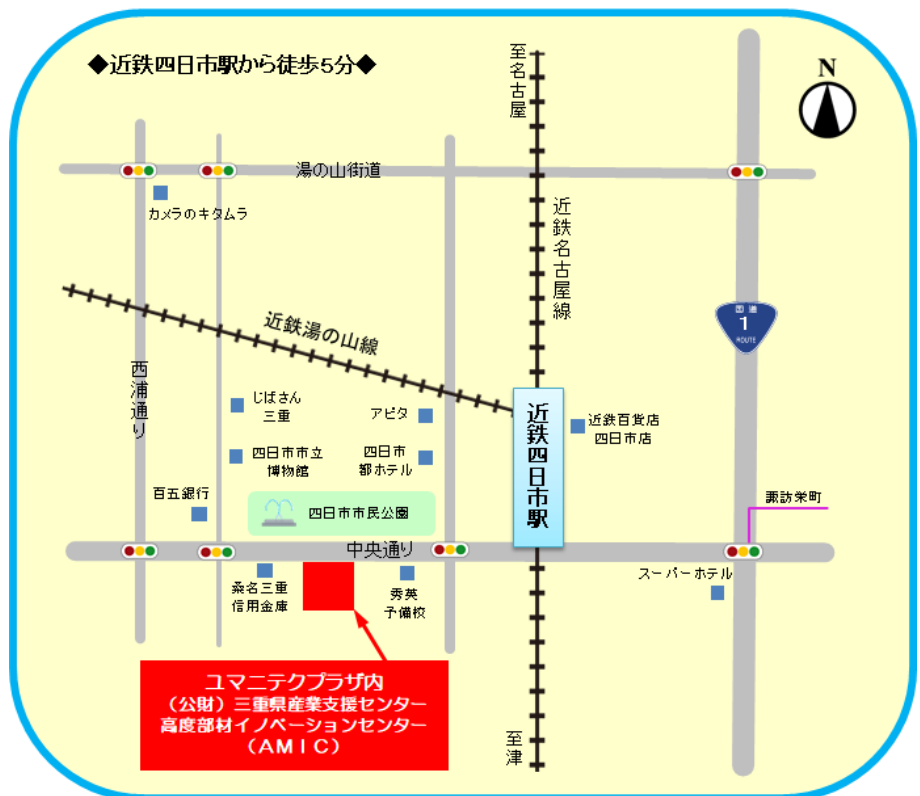 ◆近鉄四日市駅から徒歩5分◆
至名古屋
N
湯の山街道
カメラのキタムラ
近鉄名古屋線
国道
1
ROUTE
近鉄湯の山線
西浦通り
じばさん
三重
アピタ
近鉄四日市駅
近鉄百貨店
四日市店
四日市市立
博物館
四日市
都ホテル
百五銀行
四日市市民公園
諏訪栄町
中央通り
スーパーホテル
桑名三重
信用金庫
秀英
予備校
ユマニテクプラザ内
（公財）三重県産業支援センター
高度部材イノベーションセンター
（AMIC）
至津